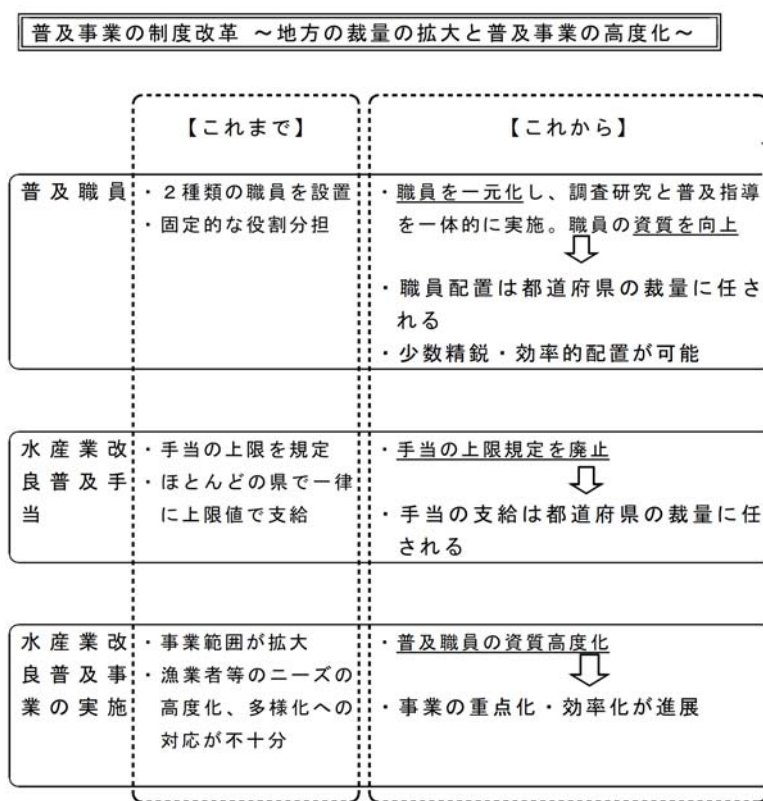 普及事業の制度改革 ～地方の裁量の拡大と普及事業の高度化～
【これまで】
【これから】
普及職員
・２種類の職員を設置
・固定的な役割分担
・職員を一元化し、調査研究と普及指導
を一体的に実施。職員の資質を向上
・職員配置は都道府県の裁量に任さ
れる
・少数精鋭・効率的配置が可能
水産業改
良普及手
当
・手当の上限を規定
・ほとんどの県で一律
に上限値で支給
・手当の上限規定を廃止
・手当の支給は都道府県の裁量に任
される
水産業改
良普及事
業の実施
・事業範囲が拡大
・漁業者等のニーズの
高度化、多様化への
対応が不十分
・普及職員の資質高度化
・事業の重点化・効率化が進展